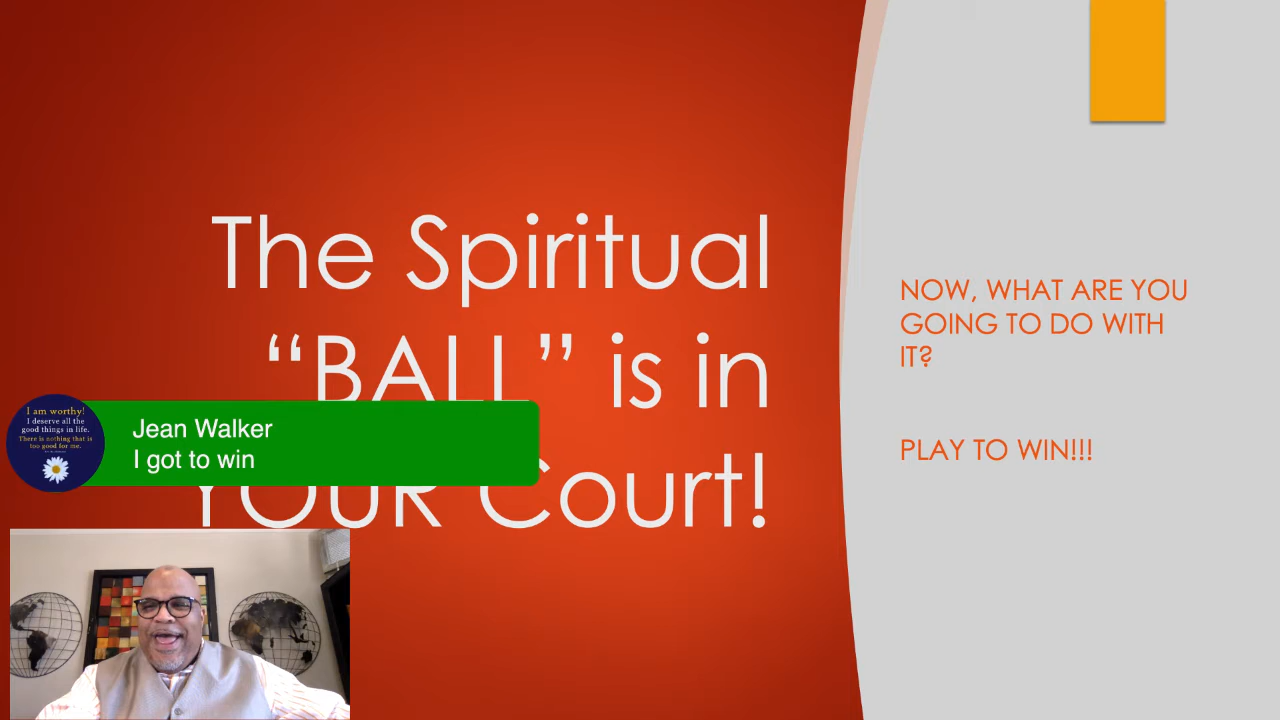 The Spiritual
“BALL” is in
YOUR Court!
NOW, WHAT ARE YOU
GOING TO DO WITH
IT?
PLAY TO WIN!!!
I am worthy!
I deserve all the
good things in life.
There is nothing that is
too good for me.
Jean Walker
I got to win